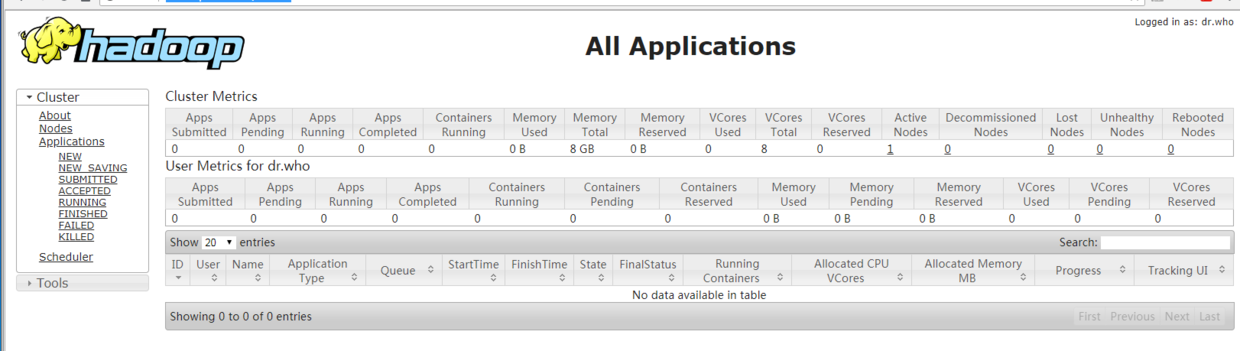 Logged in as: dr.who
hadoop
All Applications
Cluster
About
Nodes
Applications
NEW
NEW_SAVING
SUBMITTED
ACCEPTED
RUNNING
FINISHED
FAILED
KILLED
Scheduler
Tools
Cluster Metrics
Apps Submitted Apps Pending Apps Running Apps Completed Containers Running Memory Used Memory Total Memory Reserved VCores Used VCores Total VCores Reserved Active Nodes Decommissioned Nodes Lost Nodes Unhealthy Nodes Rebooted Nodes
0 0 0 0 0 0 B 8 GB 0 B 0 8 0 1 0 0 0 0
User Metrics for dr.who
Apps Submitted Apps Pending Apps Running Apps Completed Containers Running Containers Pending Containers Reserved Memory Used Memory Pending Memory Reserved VCores Used VCores Pending VCores Reserved
0 0 0 0 0 0 0 0 B 0 B 0 B 0 0 0
Show 20 entries Search:
ID User Name Application Type Queue StartTime FinishTime State FinalStatus Running Containers Allocated CPU VCores Allocated Memory MB Progress Tracking UI
No data available in table
Showing 0 to 0 of 0 entries First Previous Next Last